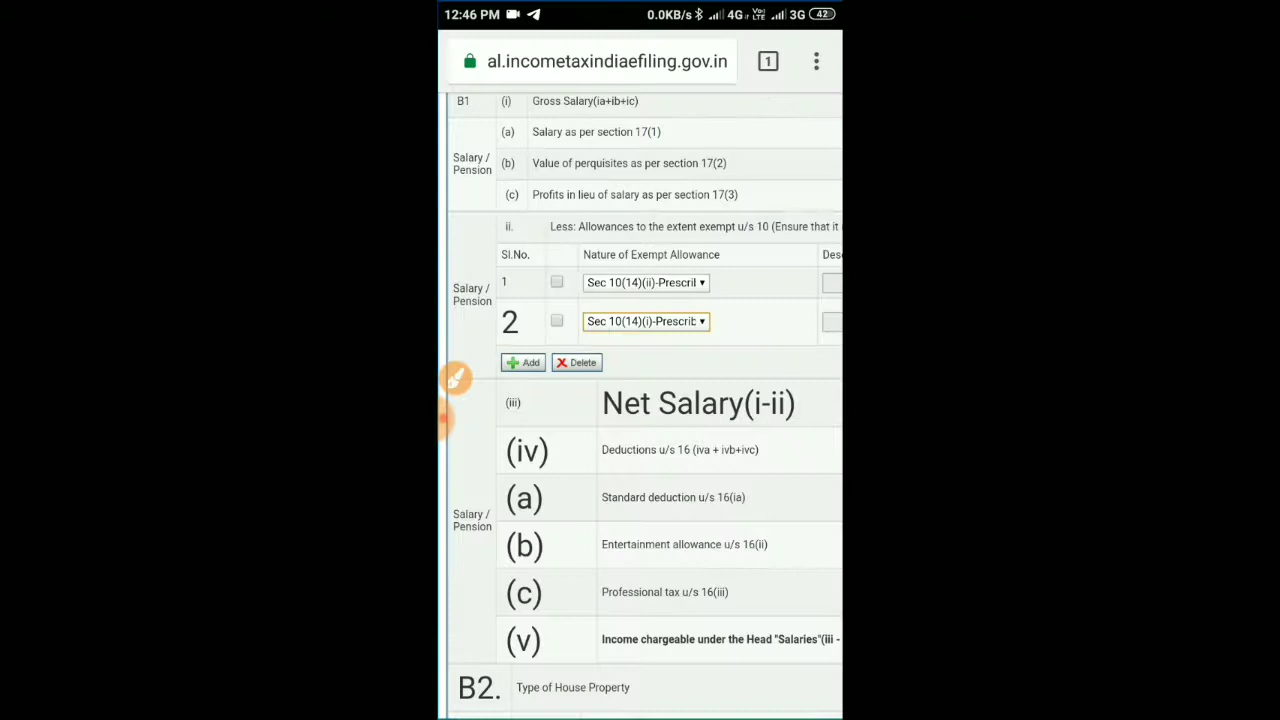 12:46 PM 0.0KB/s 4G VoLTE 3G 42
al.incometaxindiaefiling.gov.in 1
B1 (i) Gross Salary(ia+ib+ic)
(a) Salary as per section 17(1)
Salary / Pension
(b) Value of perquisites as per section 17(2)
(c) Profits in lieu of salary as per section 17(3)
ii. Less: Allowances to the extent exempt u/s 10 (Ensure that it
Sl.No. Nature of Exempt Allowance Des
Salary / Pension
1 Sec 10(14)(ii)-Prescril
2 Sec 10(14)(i)-Prescrib
Add Delete
(iii) Net Salary(i-ii)
(iv) Deductions u/s 16 (iva + ivb+ivc)
(a) Standard deduction u/s 16(ia)
Salary / Pension
(b) Entertainment allowance u/s 16(ii)
(c) Professional tax u/s 16(iii)
(v) Income chargeable under the Head "Salaries"(iii -
B2. Type of House Property